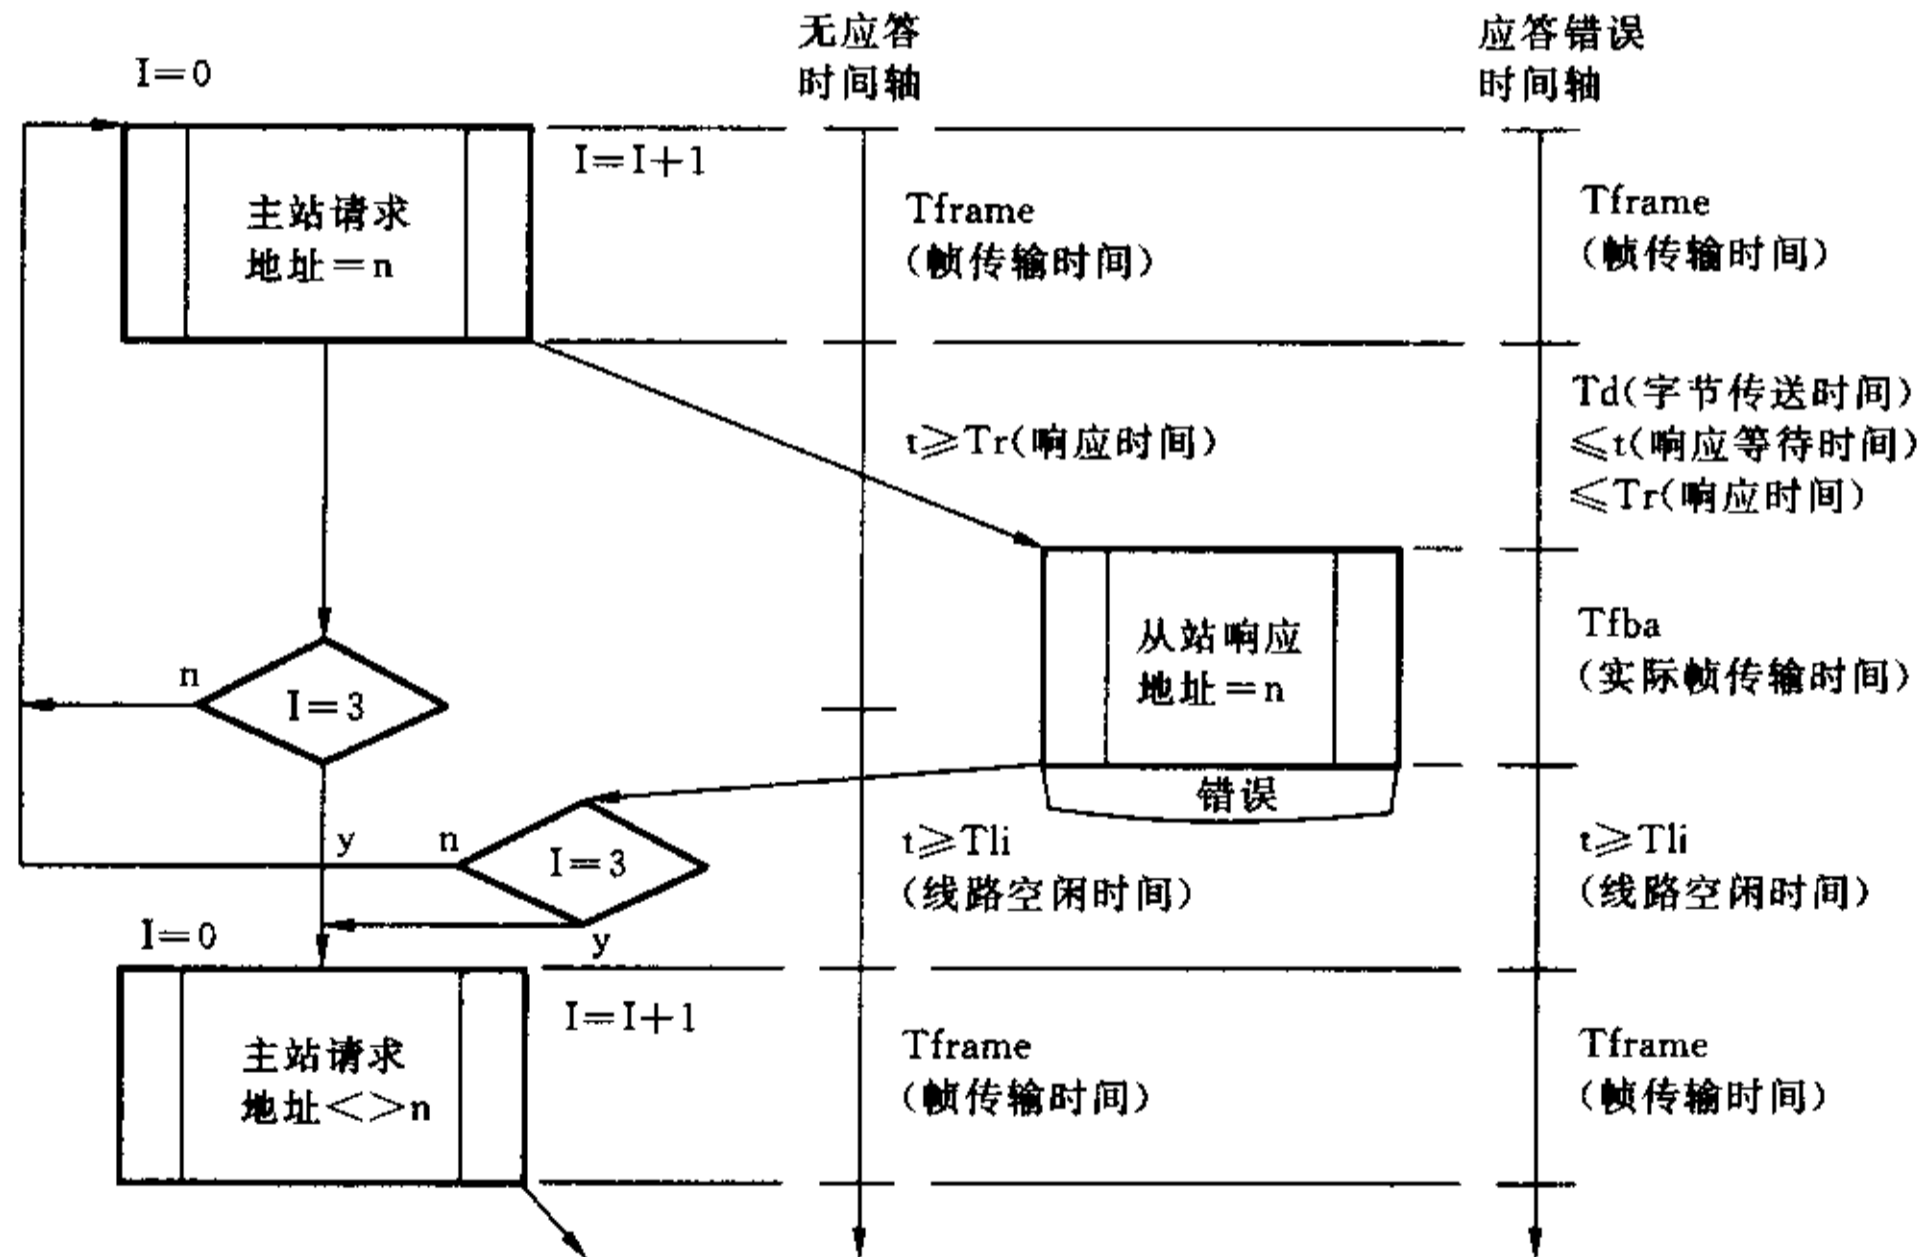 无应答
时间轴
应答错误
时间轴
I=0
I=I+1
主站请求
地址=n
Tframe
(帧传输时间)
Tframe
(帧传输时间)
t≥Tr(响应时间)
Td(字节传送时间)
≤t(响应等待时间)
≤Tr(响应时间)
从站响应
地址=n
Tfba
(实际帧传输时间)
n
I=3
错误
y
n
I=3
y
t≥Tli
(线路空闲时间)
t≥Tli
(线路空闲时间)
I=0
I=I+1
主站请求
地址<>n
Tframe
(帧传输时间)
Tframe
(帧传输时间)